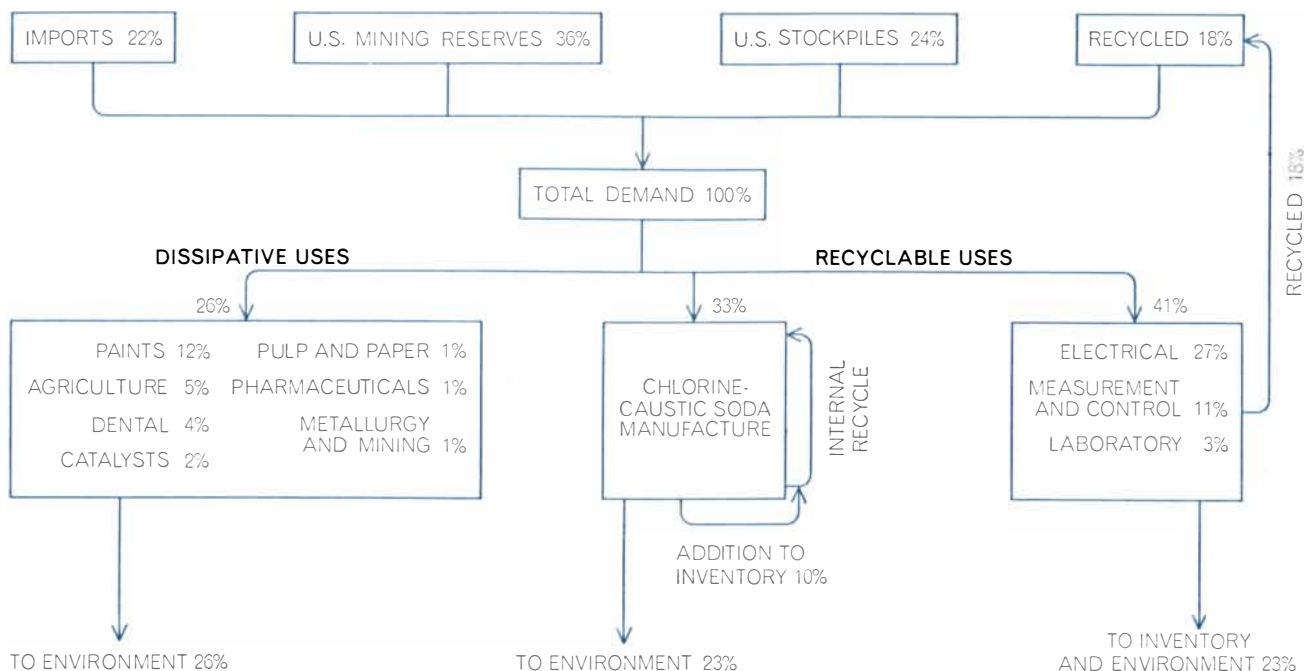 IMPORTS 22%
U.S. MINING RESERVES 36%
U.S. STOCKPILES 24%
RECYCLED 18%
RECYCLED 18%
TOTAL DEMAND 100%
DISSIPATIVE USES
RECYCLABLE USES
26%
33%
41%
PAINTS 12%
AGRICULTURE 5%
DENTAL 4%
CATALYSTS 2%
PULP AND PAPER 1%
PHARMACEUTICALS 1%
METALLURGY
AND MINING 1%
CHLORINE-
CAUSTIC SODA
MANUFACTURE
INTERNAL
RECYCLE
ELECTRICAL 27%
MEASUREMENT
AND CONTROL 11%
LABORATORY 3%
ADDITION TO
INVENTORY 10%
TO ENVIRONMENT 26%
TO ENVIRONMENT 23%
TO INVENTORY
AND ENVIRONMENT 23%